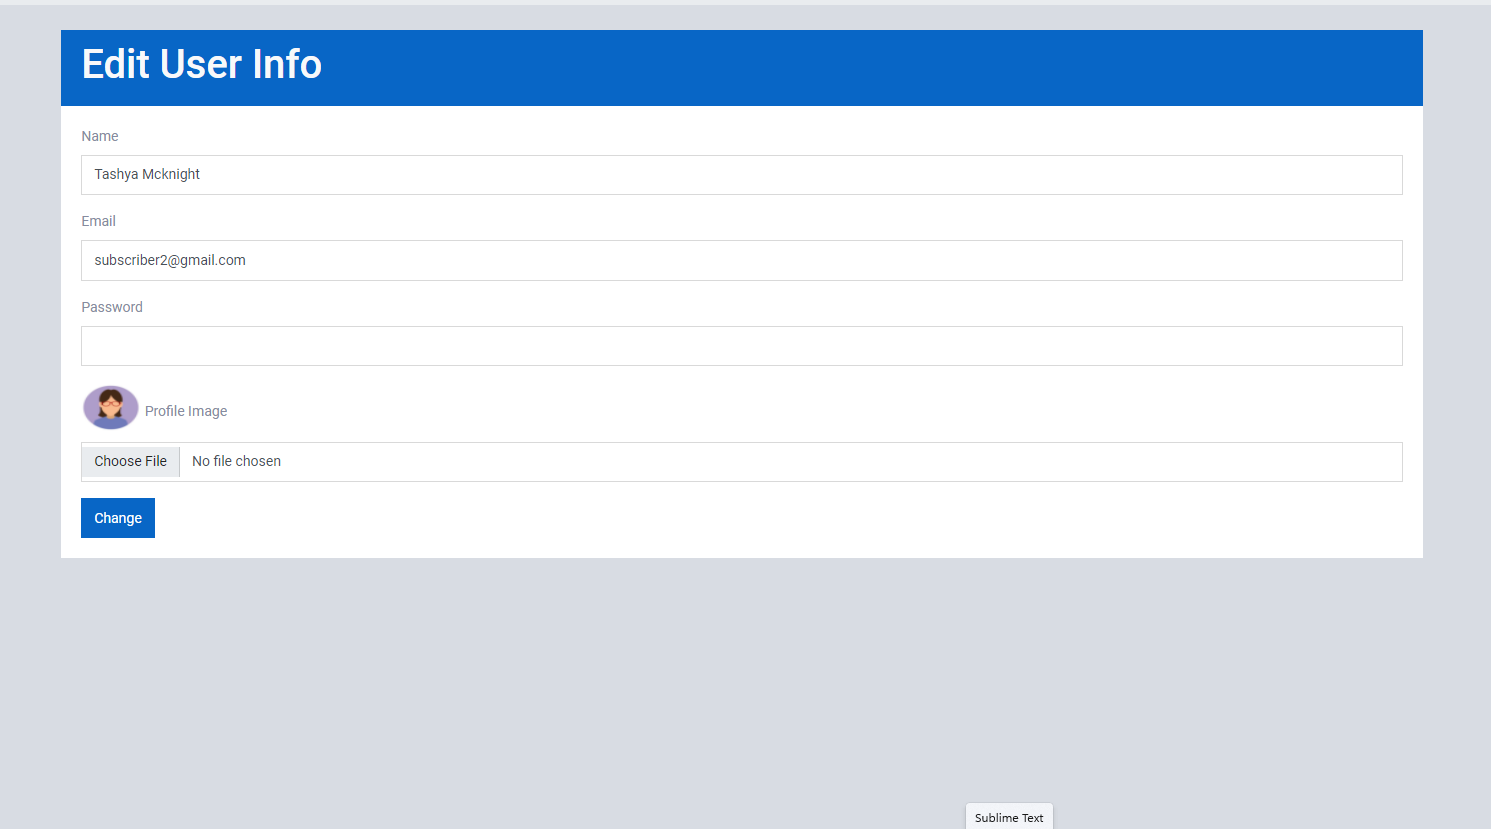 Edit User Info
Name
Tashya Mcknight
Email
subscriber2@gmail.com
Password
Profile Image
Choose File No file chosen
Change
Sublime Text